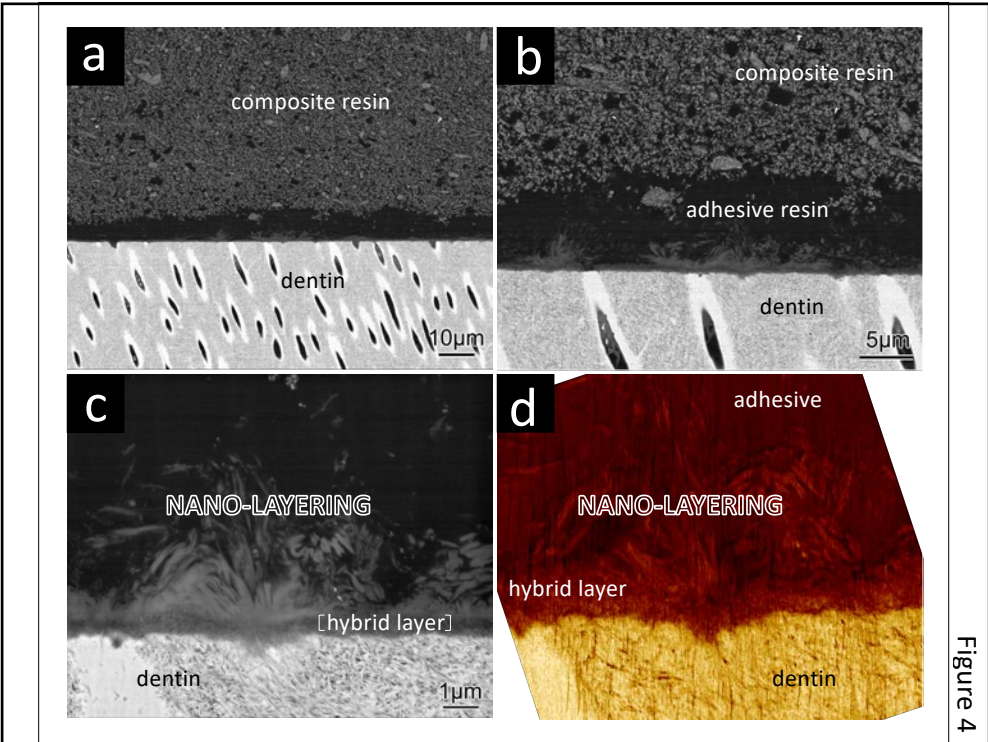 a
composite resin
dentin
10μm
b
composite resin
adhesive resin
dentin
5μm
c
NANO-LAYERING
[hybrid layer]
dentin
1μm
d
adhesive
NANO-LAYERING
hybrid layer
dentin
Figure 4